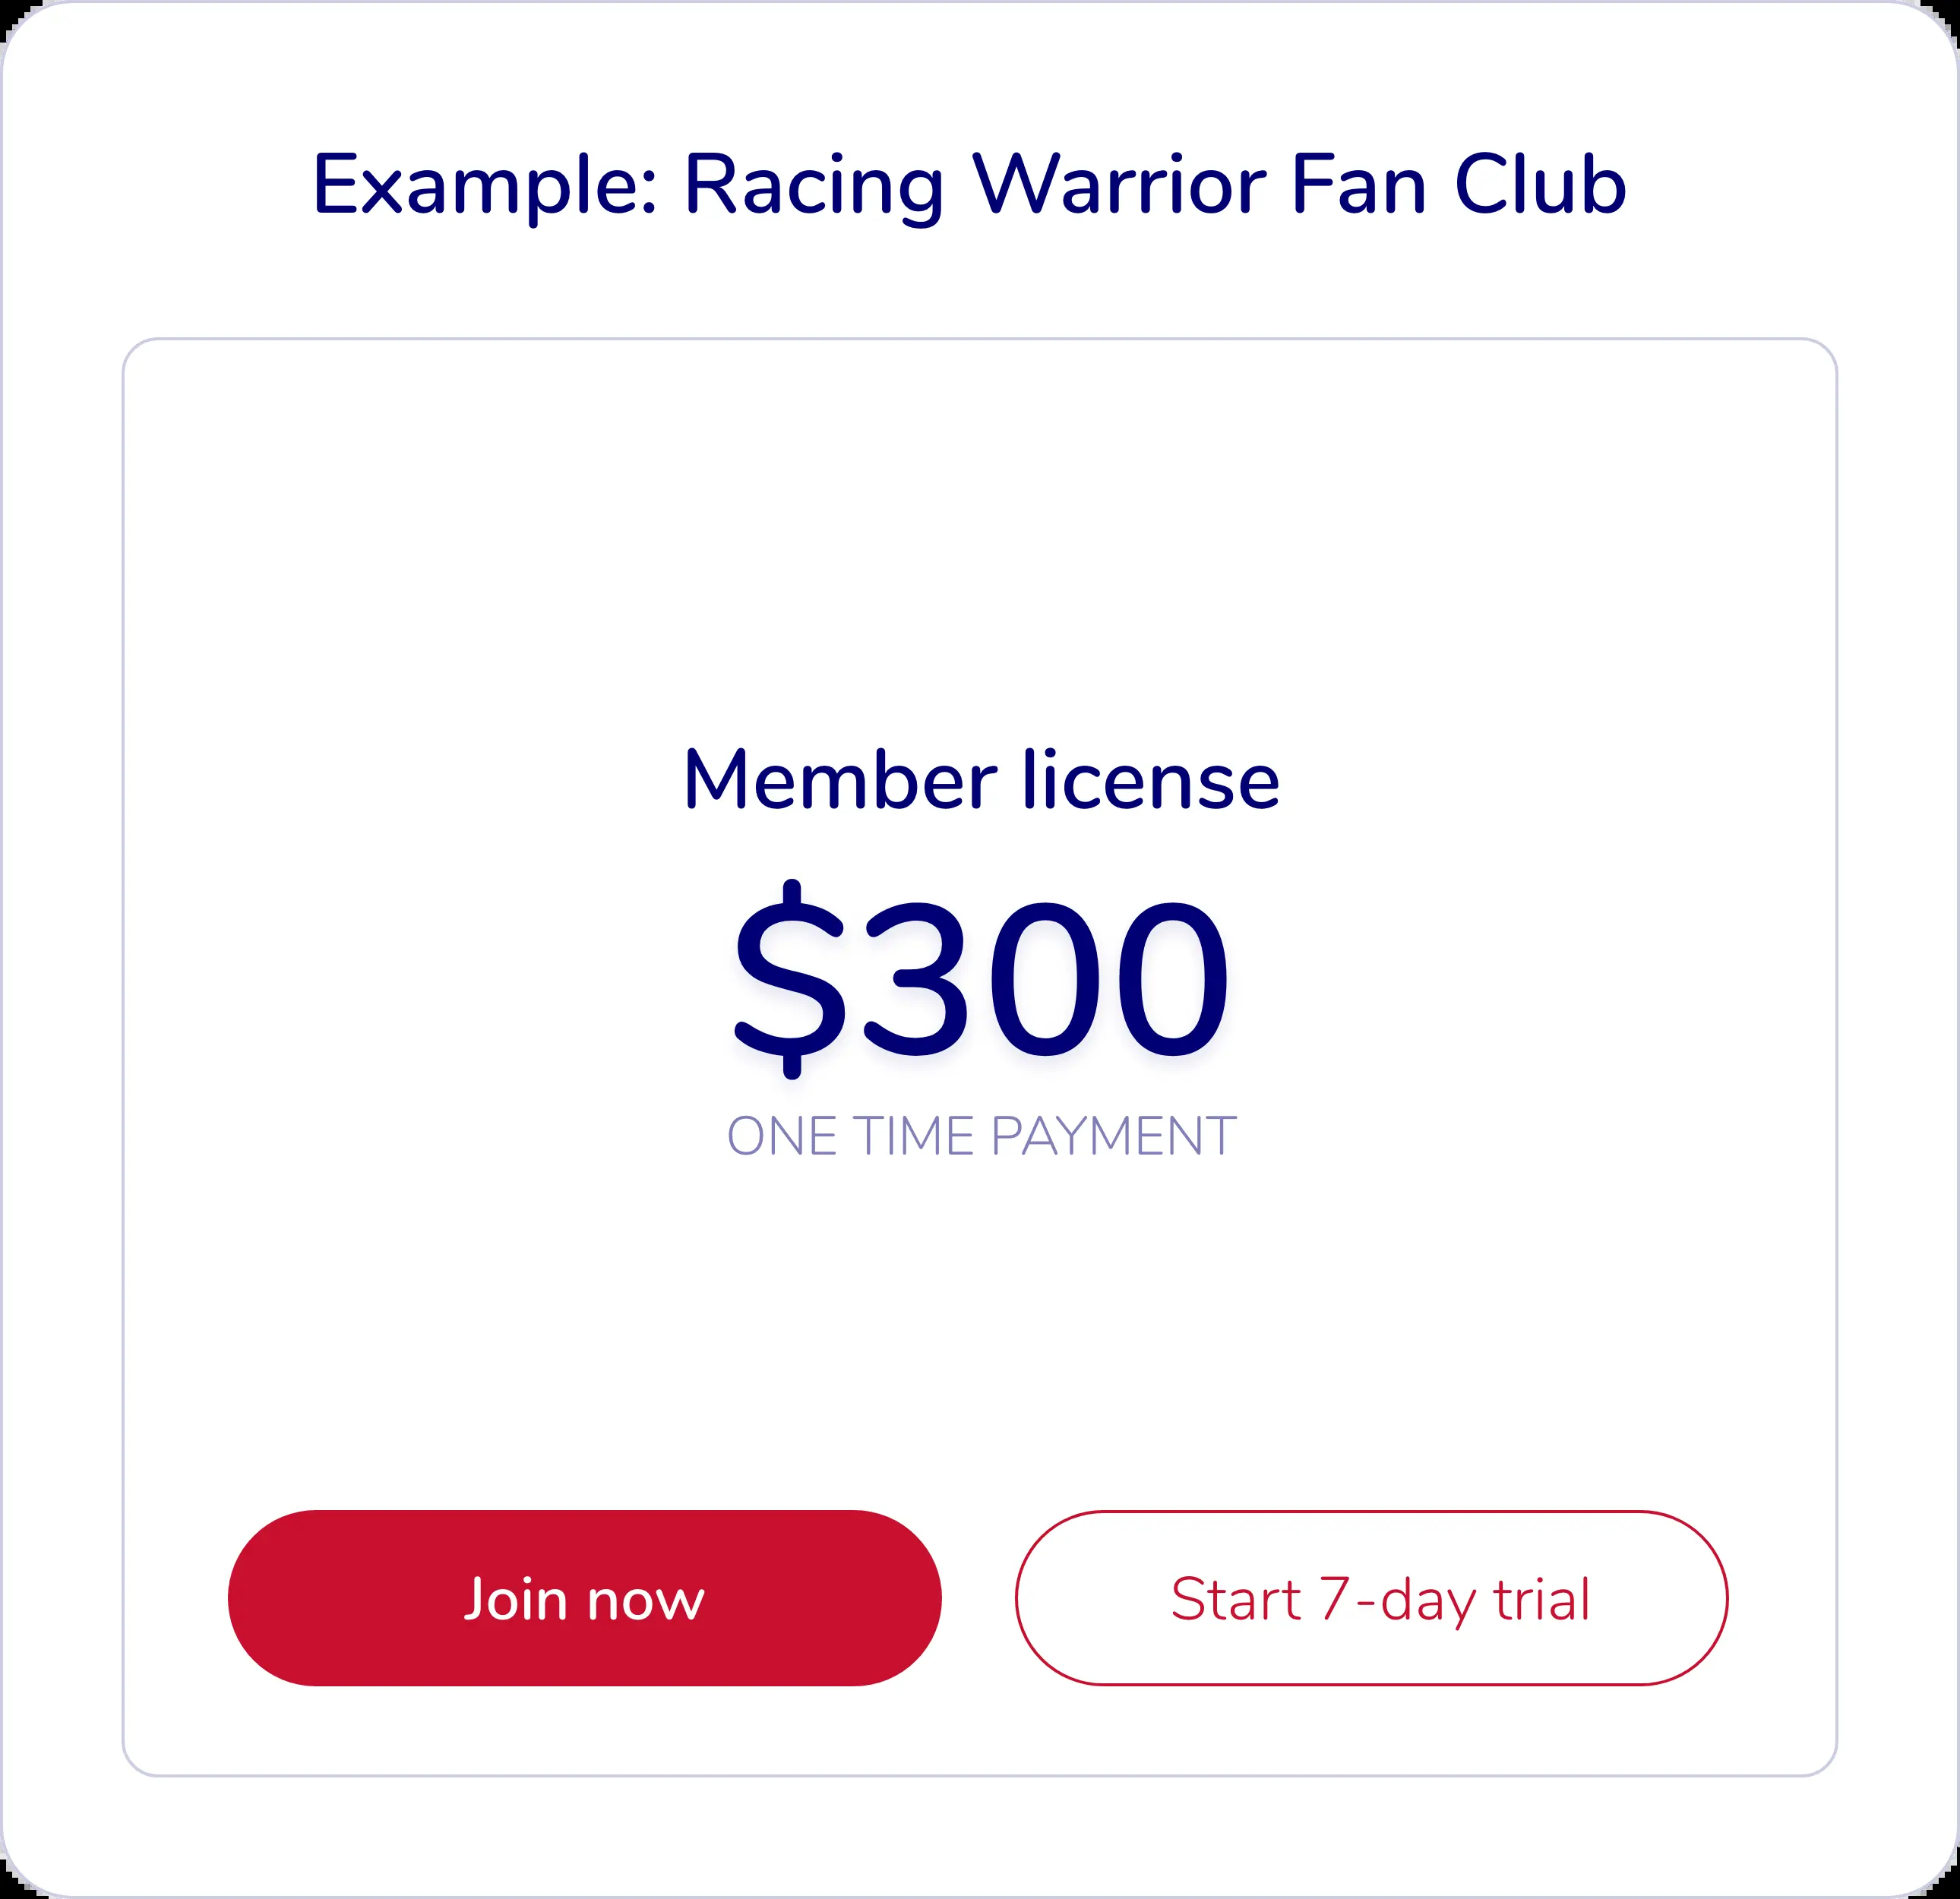 Example: Racing Warrior Fan Club
Member license
$300
ONE TIME PAYMENT
Join now
Start 7-day trial